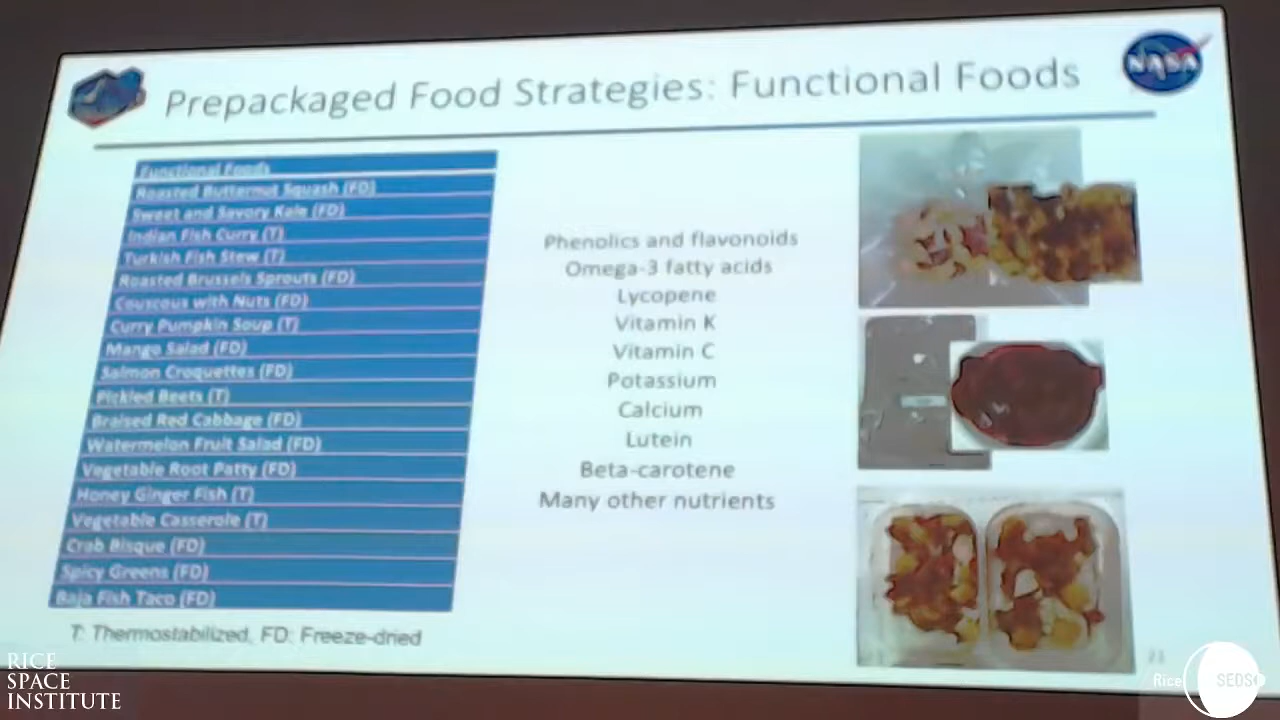 Prepackaged Food Strategies: Functional Foods
NASA
Functional Foods
Roasted Butternut Squash (FD)
Sweet and Savory Kale (FD)
Indian Fish Curry (T)
Turkish Fish Stew (T)
Roasted Brussels Sprouts (FD)
Couscous with Nuts (FD)
Curry Pumpkin Soup (T)
Mango Salad (FD)
Salmon Croquettes (FD)
Pickled Beets (T)
Braised Red Cabbage (FD)
Watermelon Fruit Salad (FD)
Vegetable Root Patty (FD)
Honey Ginger Fish (T)
Vegetable Casserole (T)
Crab Bisque (FD)
Spicy Greens (FD)
Baja Fish Taco (FD)
T: Thermostabilized, FD: Freeze-dried
Phenolics and flavonoids
Omega-3 fatty acids
Lycopene
Vitamin K
Vitamin C
Potassium
Calcium
Lutein
Beta-carotene
Many other nutrients
RICE
SPACE
INSTITUTE
Rice SEDS